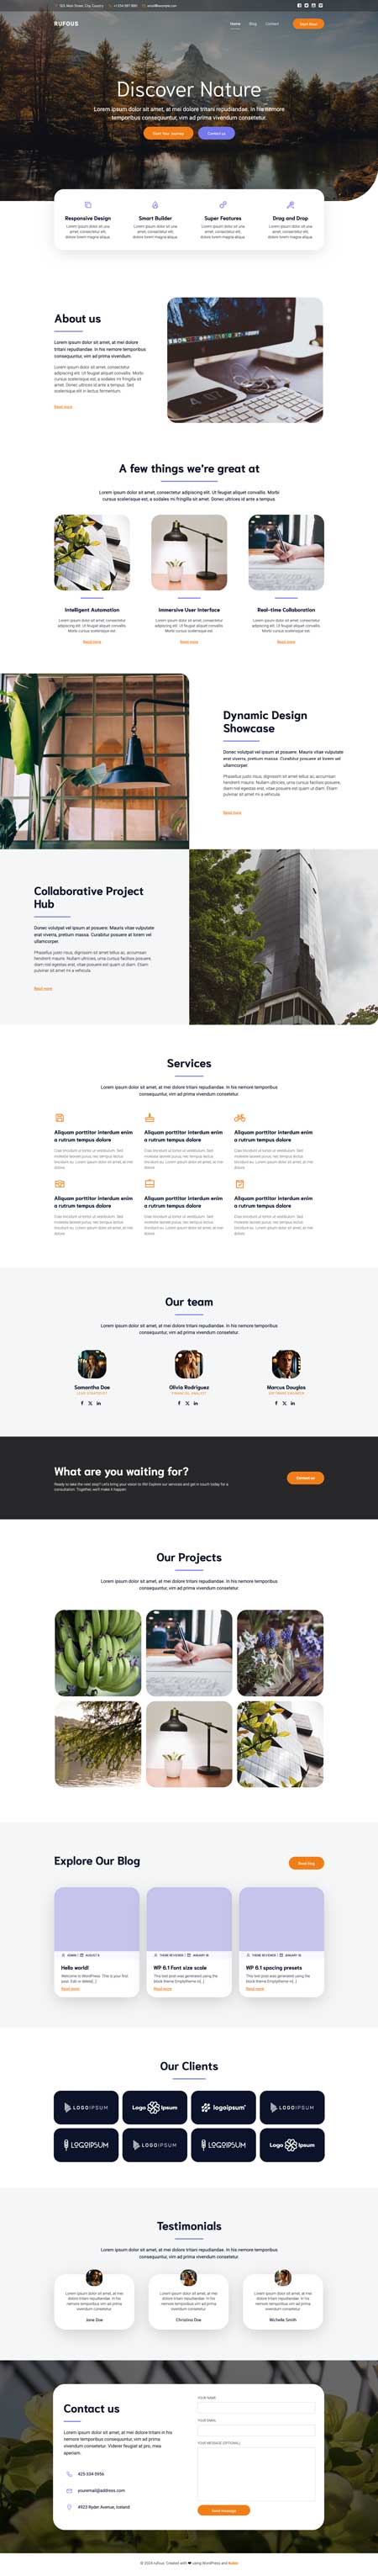 RUFOUS
Home
Blog
Contact
Discover Nature
Lorem ipsum dolor sit amet, at mei dolore tritani repudiandae. In his nemore
temporibus consequuntur, vim ad prima vivendum consetetur.
Start Your Journey
Contact us
Responsive Design
Smart Builder
Super Features
Drag and Drop
Lorem ipsum dolor sit
amet, consectetur elit,
dolore lorem magna aliqua
Lorem ipsum dolor sit
amet, consectetur elit,
dolore lorem magna aliqua
Lorem ipsum dolor sit
amet, consectetur elit,
dolore lorem magna aliqua
Lorem ipsum dolor sit
amet, consectetur elit,
dolore lorem magna aliqua
About us
Lorem ipsum dolor sit amet, at mei dolore
tritani repudiandae. In his nemore temporibus
consequuntur, vim ad prima vivendum.
Lorem ipsum dolor sit amet, consectetur
adipiscing elit. Ut feugiat aliquet convallis. Morbi
cursus scelerisque est, a sodales mi fringilla sit
amet. Donec ultrices id ante a tempus. Sed
scelerisque elit in lectus fermentum.
Read more
A few things we're great at
Lorem ipsum dolor sit amet, consectetur adipiscing elit. Ut feugiat aliquet convallis. Morbi
cursus scelerisque est, a sodales mi fringilla sit amet. Donec ultrices id ante a tempus
Intelligent Automation
Immersive User Interface
Real-time Collaboration
Lorem ipsum dolor sit amet, consectetur
adipiscing elit. Ut feugiat aliquet convallis.
Morbi cursus scelerisque est.
Lorem ipsum dolor sit amet, consectetur
adipiscing elit. Ut feugiat aliquet convallis.
Morbi cursus scelerisque est.
Lorem ipsum dolor sit amet, consectetur
adipiscing elit. Ut feugiat aliquet convallis.
Morbi cursus scelerisque est.
Read more
Read more
Read more
Dynamic Design
Showcase
Donec volutpat vel ipsum at posuere. Mauris vitae vulputate
erat viverra, pretium massa. Curabitur posuere at lorem vel
ullamcorper.
Phasellus justo risus, dignissim sit amet tellus ac, accumsan
hendrerit mauris. Nullam ultricies, urna cursus facilisis posuere,
diam nisl egestas erat, vitae posuere est quam ut diam. Etiam
pulvinar sit amet mi a vehicula.
Read more
Collaborative Project
Hub
Donec volutpat vel ipsum at posuere. Mauris vitae vulputate
erat viverra, pretium massa. Curabitur posuere at lorem vel
ullamcorper.
Phasellus justo risus, dignissim sit amet tellus ac, accumsan
hendrerit mauris. Nullam ultricies, urna cursus facilisis posuere,
diam nisl egestas erat, vitae posuere est quam ut diam. Etiam
pulvinar sit amet mi a vehicula.
Read more
Services
Lorem ipsum dolor sit amet, at mei dolore tritani repudiandae. In his nemore temporibus
consequuntur, vim ad prima vivendum consetetur.
Aliquam porttitor interdum enim
a rutrum tempus dolore
Aliquam porttitor interdum enim
a rutrum tempus dolore
Aliquam porttitor interdum enim
a rutrum tempus dolore
Aliquam porttitor interdum enim
a rutrum tempus dolore
Aliquam porttitor interdum enim
a rutrum tempus dolore
Aliquam porttitor interdum enim
a rutrum tempus dolore
Our team
Lorem ipsum dolor sit amet, at mei dolore tritani repudiandae. In his nemore temporibus
consequuntur, vim ad prima vivendum consetetur.
Samantha Doe
Olivia Rodriguez
Marcus Douglas
What are you waiting for?
Ready to take the next step? Let's bring your vision to life! Explore our services and get in touch today for a
consultation. Together, we'll make it happen
Contact us
Our Projects
Lorem ipsum dolor sit amet, at mei dolore tritani repudiandae. In his nemore temporibus
consequuntur, vim ad prima vivendum consetetur.
Explore Our Blog
Read blog
Hello world!
WP 6.1 Font size scale
WP 6.1 spacing presets
Welcome to WordPress. This is your first
post. Edit or delete[...]
This test post was generated using the
block theme Emptytheme in[...]
This test post was generated using the
block theme Emptytheme in[...]
Read more
Read more
Read more
Our Clients
LOGOIPSUM
Logo Ipsum
logoipsum
LOGOIPSUM
LOGOIPSUM
LOGOIPSUM
LOGOIPSUM
Logo Ipsum
Testimonials
Lorem ipsum dolor sit amet, at mei dolore tritani repudiandae. In his nemore temporibus
consequuntur, vim ad prima vivendum consetetur.
Lorem ipsum dolor sit amet, at mei
dolore tritani repudiandae. In his
nemore temporibus vim ad prima
vivendum consetetur
Lorem ipsum dolor sit amet, at mei
dolore tritani repudiandae. In his
nemore temporibus vim ad prima
vivendum consetetur
Lorem ipsum dolor sit amet, at mei
dolore tritani repudiandae. In his
nemore temporibus vim ad prima
vivendum consetetur
Jane Doe
Christina Doe
Michelle Smith
Contact us
Lorem ipsum dolor sit amet, at mei dolore tritani in his
nemore temporibus consequuntur, vim ad prima
vivendum consetetur. Viderer feugiat at pro, mea
aperiam.
425-334-5956
youremail@address.com
4923 Ryder Avenue, Iceland
YOUR NAME
YOUR EMAIL
YOUR MESSAGE (OPTIONAL)
Send message
© 2024 rufous. Created with ❤ using WordPress and